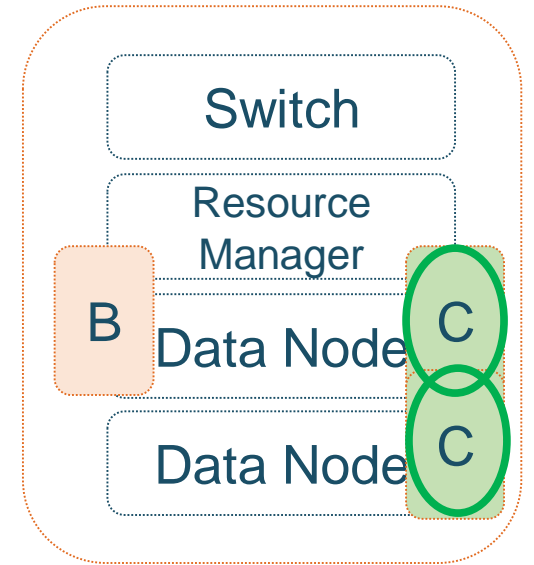 Switch
Resource
Manager
B
Data Node
C
Data Node
C